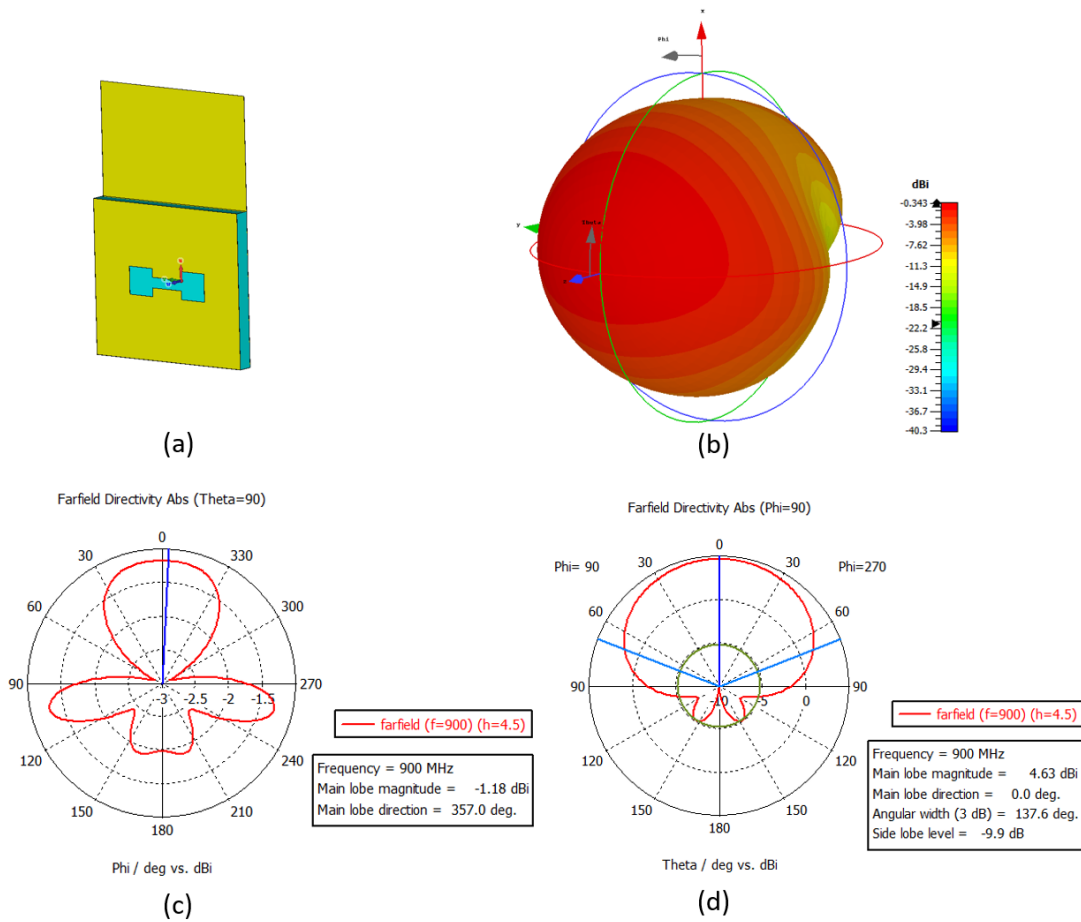 x
Phi
y
Theta
z
dBi
-0.343
-3.98
-7.62
-11.3
-14.9
-18.6
-22.2
-25.8
-29.4
-33.1
-36.7
-40.3
(a)
(b)
Farfield Directivity Abs (Theta=90)
0
30
330
60
300
90
270
-3
-2.5
-2
-1.5
120
240
150
210
180
Phi / deg vs. dBi
farfield (f=900) (h=4.5)
Frequency = 900 MHz
Main lobe magnitude = -1.18 dBi
Main lobe direction = 357.0 deg.
(c)
Farfield Directivity Abs (Phi=90)
Phi= 90
Phi=270
0
30
30
60
60
90
90
-10
-5
0
120
120
150
150
180
Theta / deg vs. dBi
farfield (f=900) (h=4.5)
Frequency = 900 MHz
Main lobe magnitude = 4.63 dBi
Main lobe direction = 0.0 deg.
Angular width (3 dB) = 137.6 deg.
Side lobe level = -9.9 dB
(d)